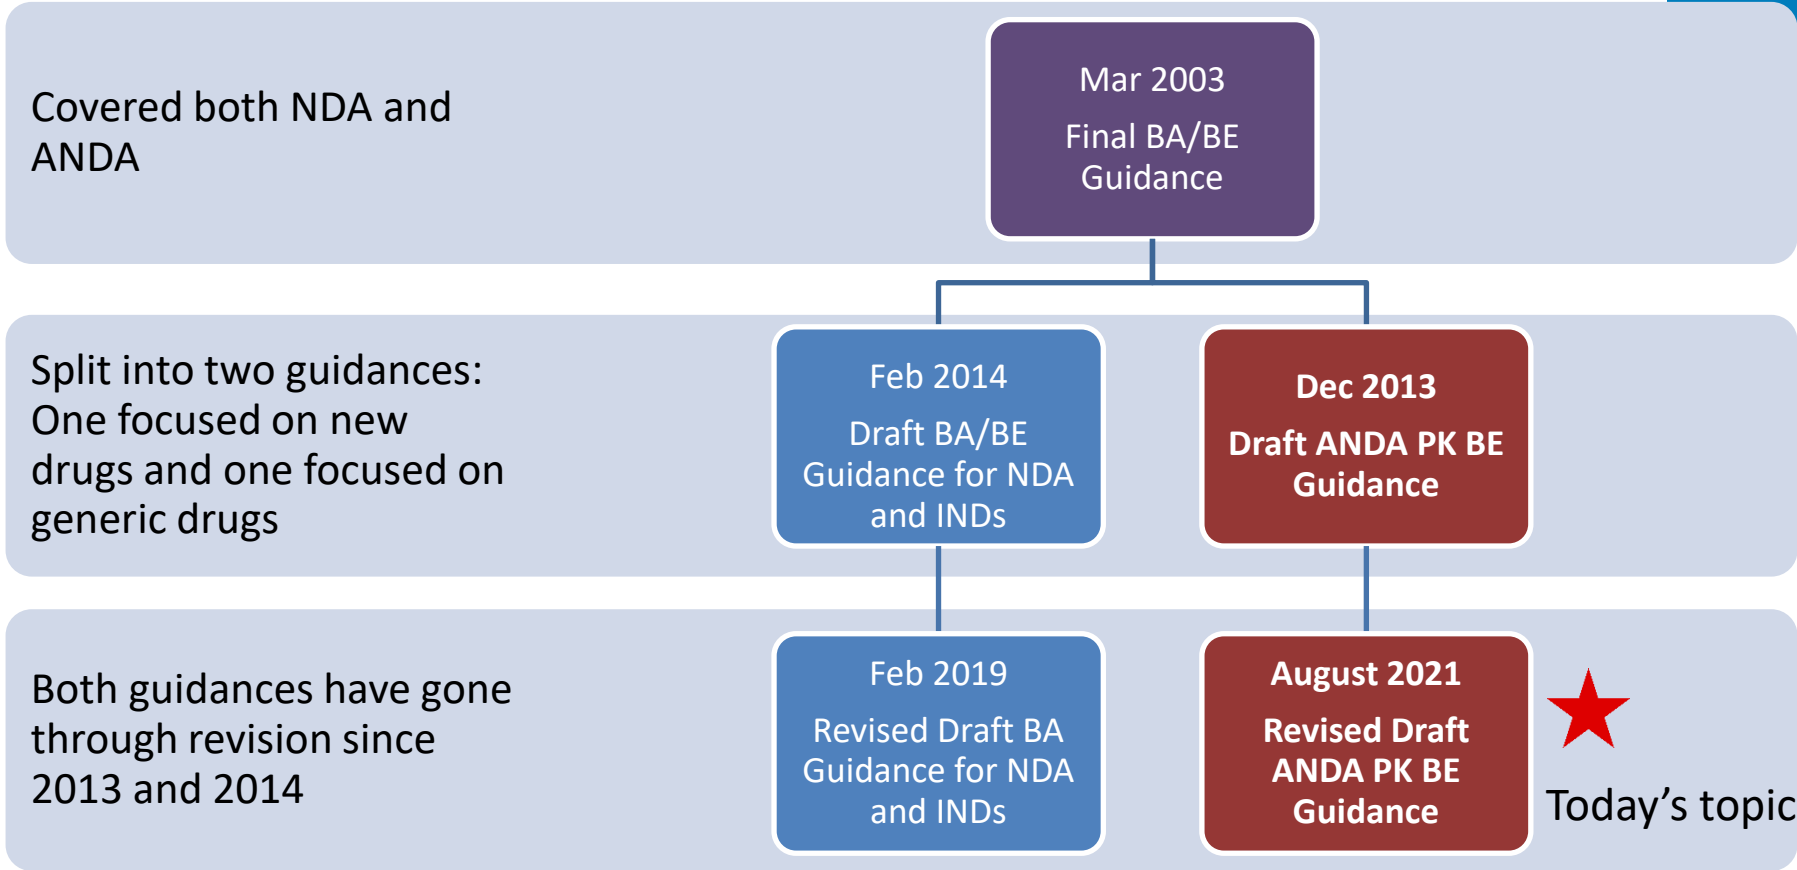 Covered both NDA and
ANDA
Mar 2003
Final BA/BE
Guidance
Split into two guidances:
One focused on new
drugs and one focused on
generic drugs
Feb 2014
Draft BA/BE
Guidance for NDA
and INDs
Dec 2013
Draft ANDA PK BE
Guidance
Both guidances have gone
through revision since
2013 and 2014
Feb 2019
Revised Draft BA
Guidance for NDA
and INDs
August 2021
Revised Draft
ANDA PK BE
Guidance
Today’s topic